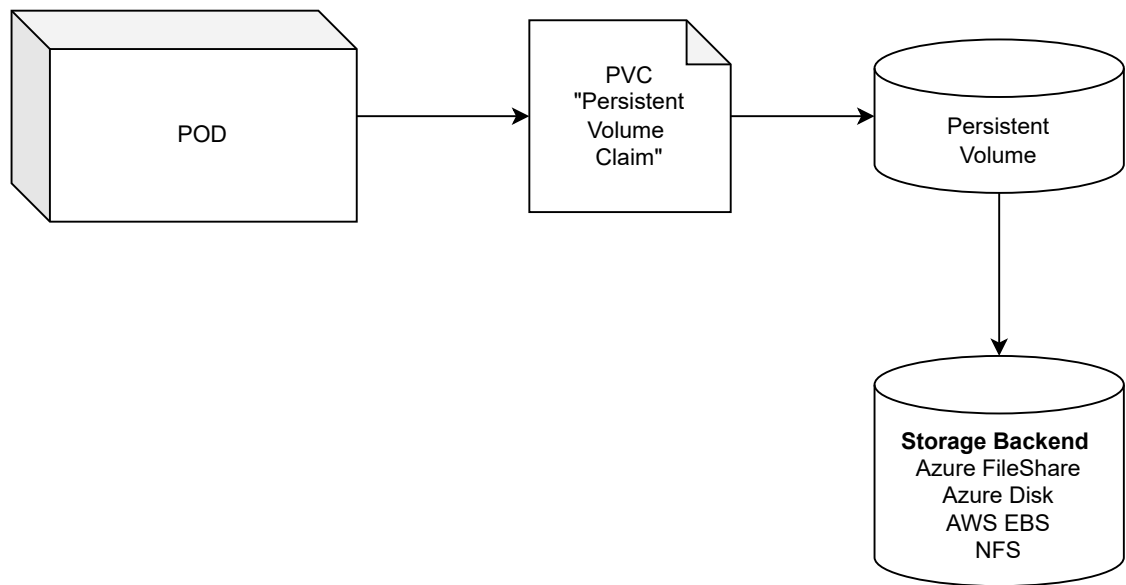 POD
PVC
"Persistent
Volume
Claim"
Persistent
Volume
Storage Backend
Azure FileShare
Azure Disk
AWS EBS
NFS